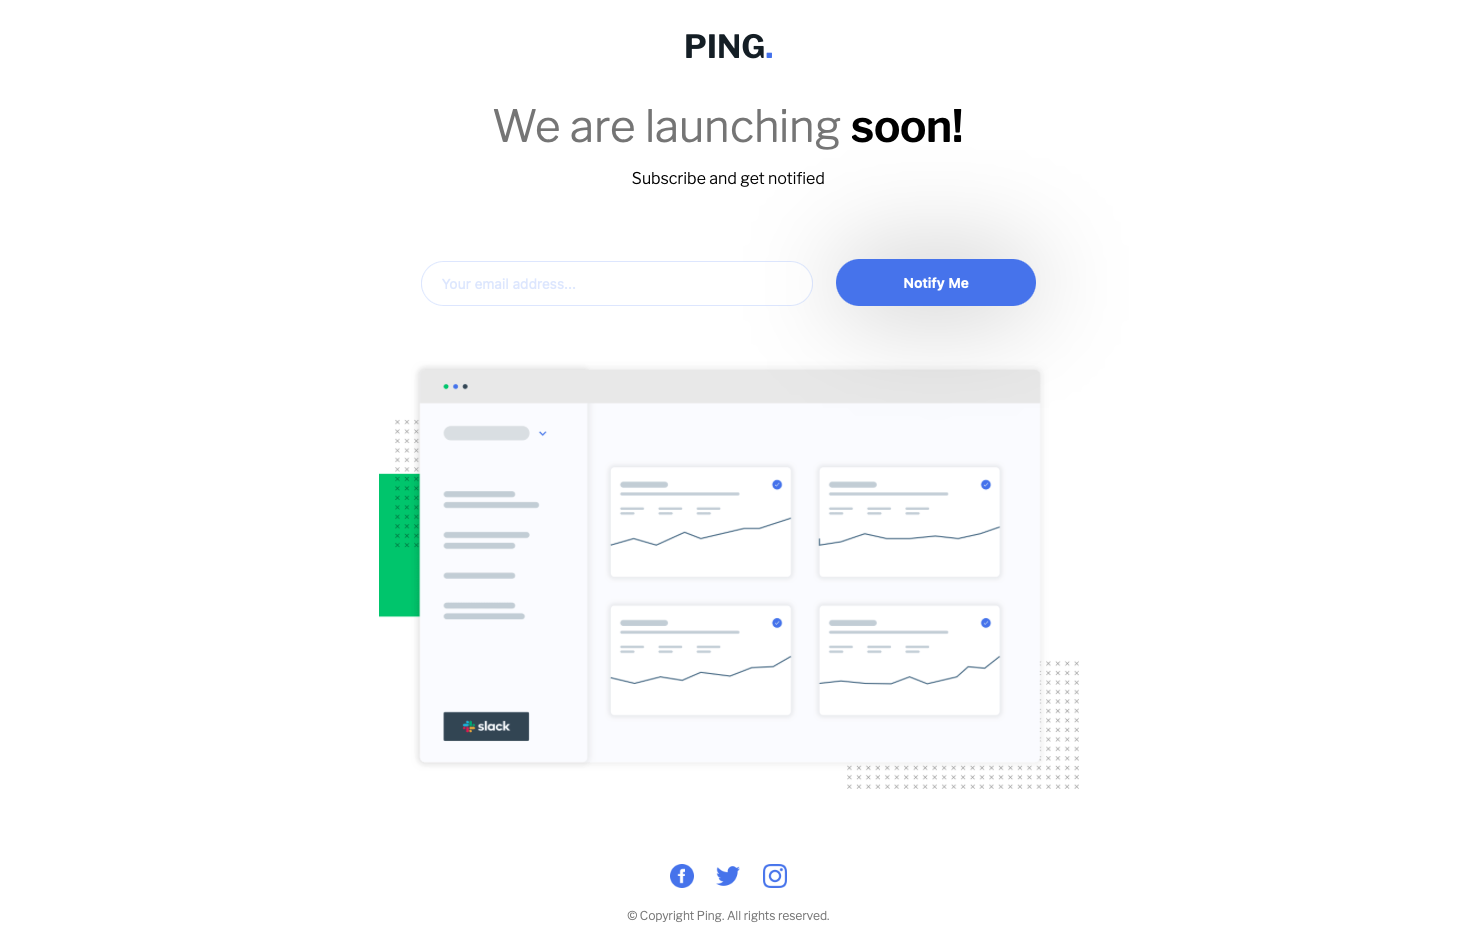 PING.
We are launching soon!
Subscribe and get notified
Your email address...
Notify Me
slack
© Copyright Ping. All rights reserved.